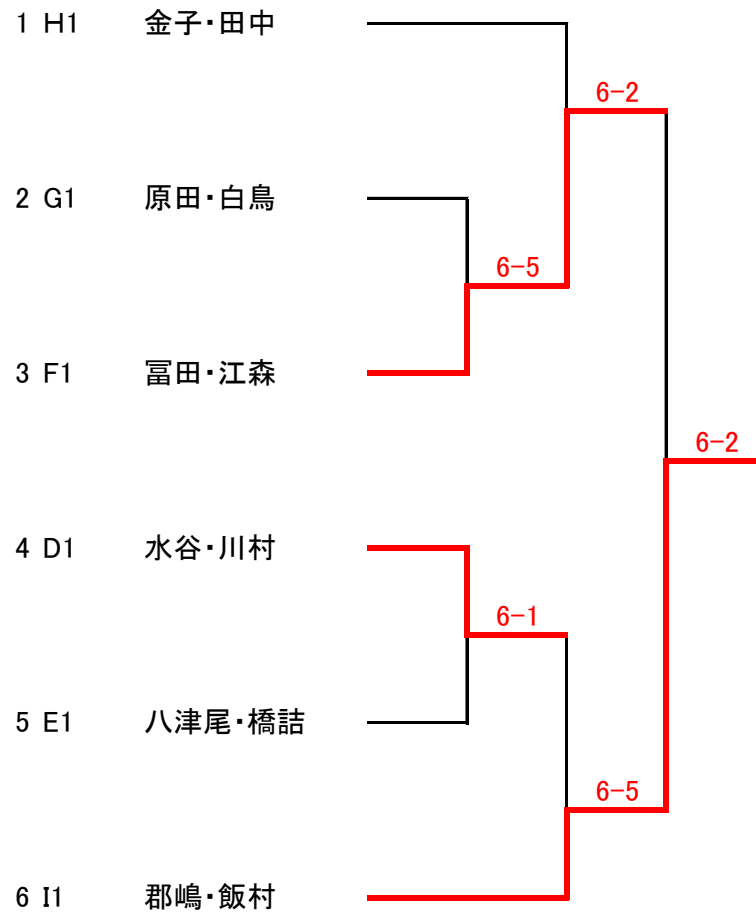 1 H1 金子・田中
6-2
2 G1 原田・白鳥
6-5
3 F1 冨田・江森
6-2
4 D1 水谷・川村
6-1
5 E1 八津尾・橋詰
6-5
6 I1 郡嶋・飯村